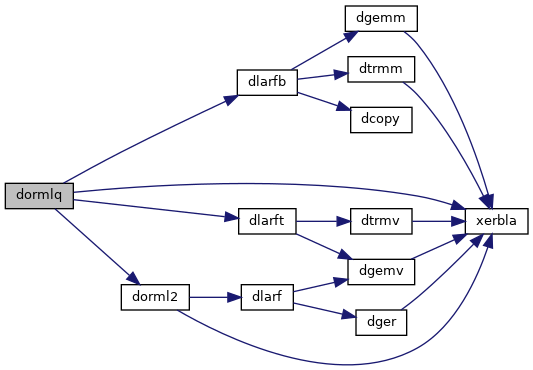 dgemm
dtrmm
dlarfb
dcopy
dormlq
dlarft
dtrmv
xerbla
dgemv
dorml2
dlarf
dger